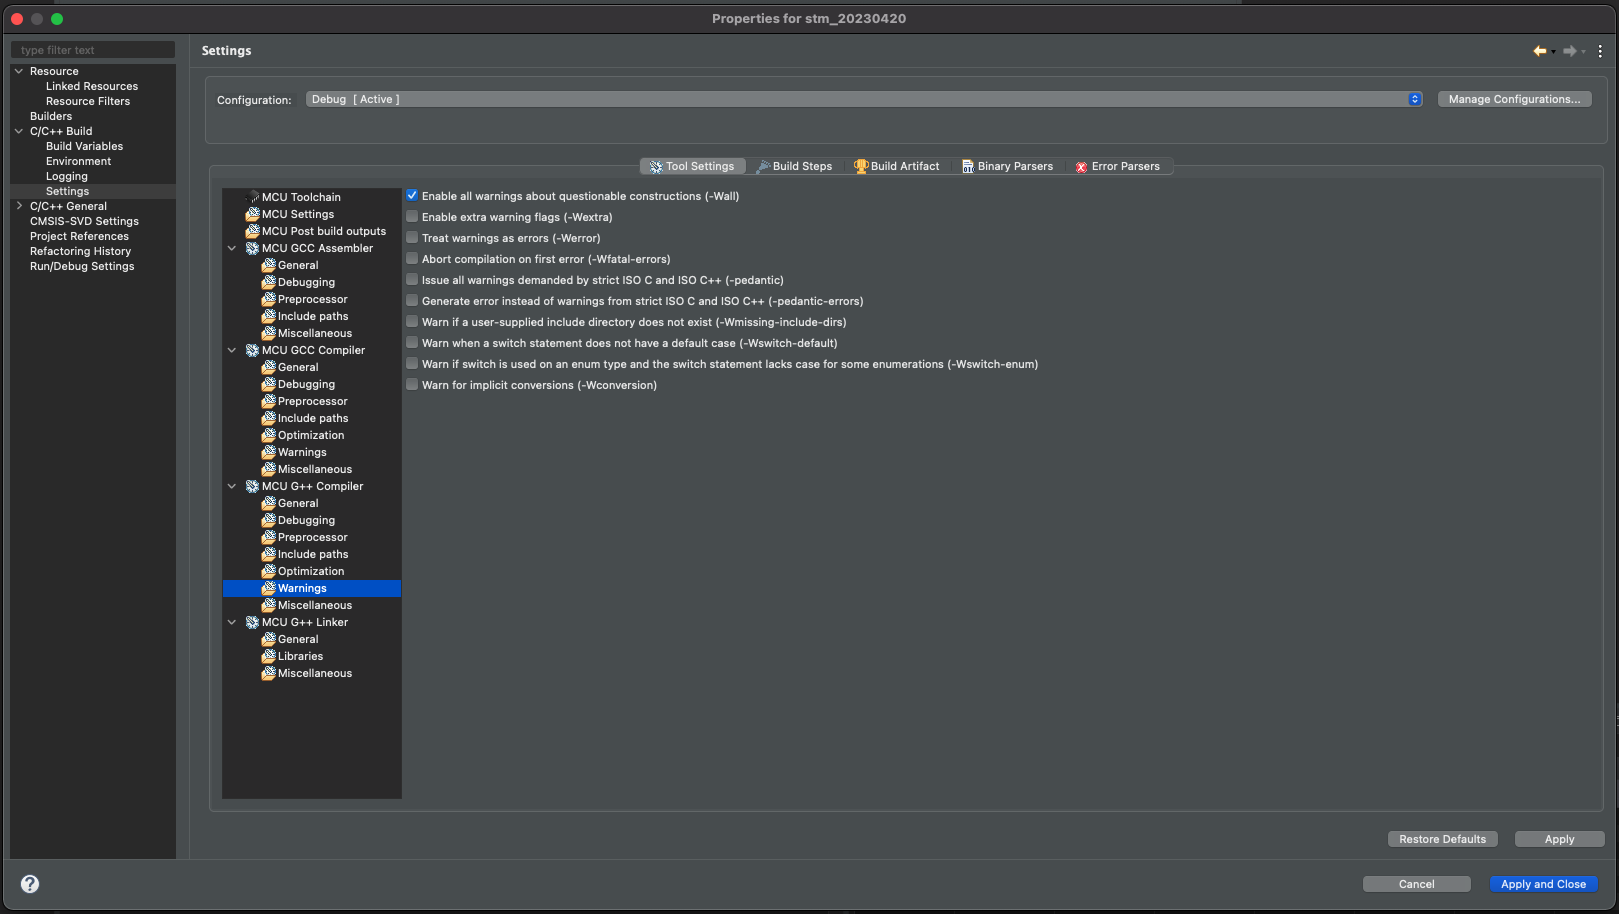 Properties for stm_20230420
type filter text
Resource
Linked Resources
Resource Filters
Builders
C/C++ Build
Build Variables
Environment
Logging
Settings
C/C++ General
CMSIS-SVD Settings
Project References
Refactoring History
Run/Debug Settings
Settings
Configuration:
Debug [ Active ]
Manage Configurations...
Tool Settings
Build Steps
Build Artifact
Binary Parsers
Error Parsers
MCU Toolchain
MCU Settings
MCU Post build outputs
MCU GCC Assembler
General
Debugging
Preprocessor
Include paths
Miscellaneous
MCU GCC Compiler
General
Debugging
Preprocessor
Include paths
Optimization
Warnings
Miscellaneous
MCU G++ Compiler
General
Debugging
Preprocessor
Include paths
Optimization
Warnings
Miscellaneous
MCU G++ Linker
General
Libraries
Miscellaneous
Enable all warnings about questionable constructions (-Wall)
Enable extra warning flags (-Wextra)
Treat warnings as errors (-Werror)
Abort compilation on first error (-Wfatal-errors)
Issue all warnings demanded by strict ISO C and ISO C++ (-pedantic)
Generate error instead of warnings from strict ISO C and ISO C++ (-pedantic-errors)
Warn if a user-supplied include directory does not exist (-Wmissing-include-dirs)
Warn when a switch statement does not have a default case (-Wswitch-default)
Warn if switch is used on an enum type and the switch statement lacks case for some enumerations (-Wswitch-enum)
Warn for implicit conversions (-Wconversion)
Restore Defaults
Apply
?
Cancel
Apply and Close